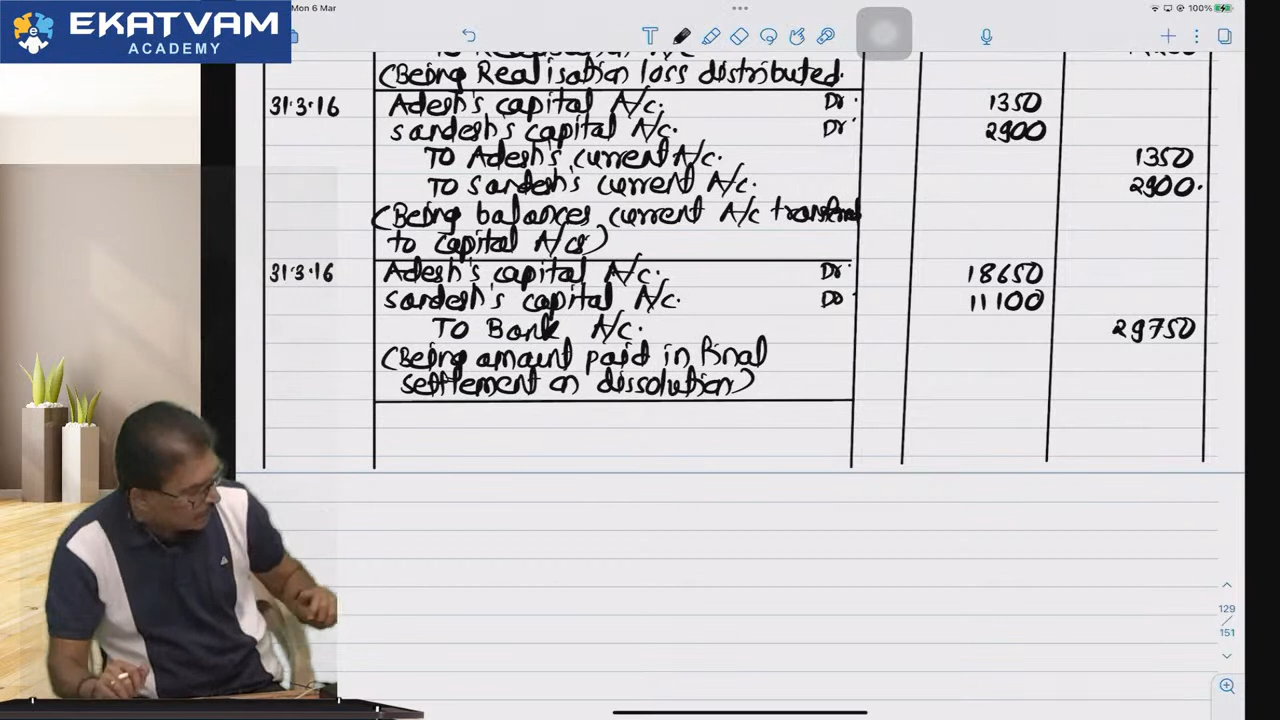 EKATVAM
ACADEMY
Mon 6 Mar
100%
(Being Realisation loss distributed.
31.3.16 Adesh's capital A/c. Dr. 1350
Sandesh's capital A/c. Dr. 2900
To Adesh's current A/c. 1350
To Sandesh's current A/c. 2900.
(Being balances current A/c
to capital A/cs)
31.3.16 Adesh's capital A/c. Dr. 18650
Sandesh's capital A/c. 11100
To Bank A/c. 29750
(Being amount paid in final
settlement on dissolution)
129
151